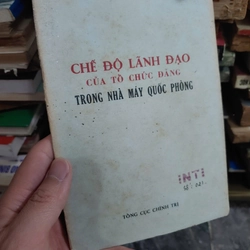 CHẾ ĐỘ LÃNH ĐẠO
CỦA TỔ CHỨC ĐẢNG
TRONG NHÀ MÁY QUỐC PHÒNG
TỔNG CỤC CHÍNH TRỊ